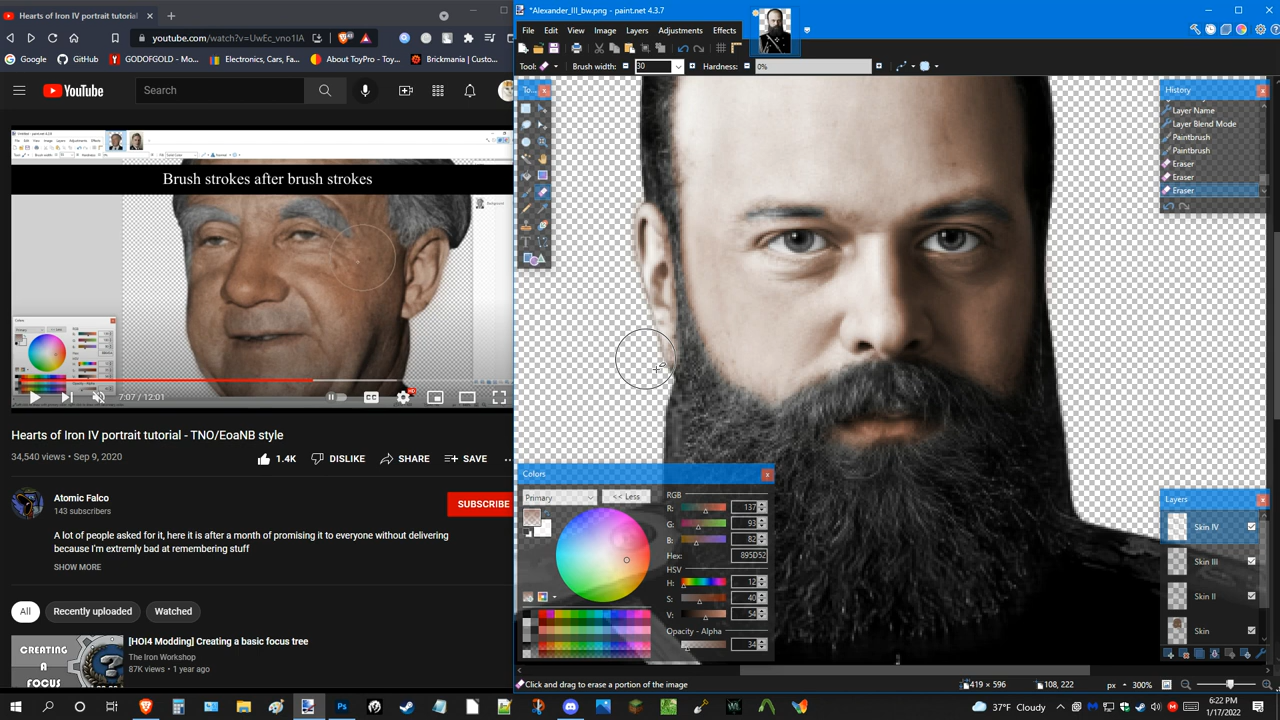 Hearts of Iron IV portrait tutorial
youtube.com/watch?v=UwEc_vno1lA
Google
GitHub
YODOFGOLD - Mo...
Electronics, Cars, Fa...
About ToyPro - Toy...
Brickmania | Custo...
YouTube
Search
Brush strokes after brush strokes
7:07 / 12:01
Hearts of Iron IV portrait tutorial - TNO/EoaNB style
34,540 views • Sep 9, 2020
1.4K
DISLIKE
SHARE
SAVE
Atomic Falco
143 subscribers
SUBSCRIBE
A lot of people asked for it, here it is after a month of promising it to everyone without delivering
because I'm extremly bad at remembering stuff
SHOW MORE
All
Recently uploaded
Watched
CREATING
A
FOCUS
[HOI4 Modding] Creating a basic focus tree
The Iron Workshop
87K views • 1 year ago
*Alexander_III_bw.png - paint.net 4.3.7
File Edit View Image Layers Adjustments Effects
Tool: Brush width: 30 Hardness: 0%
To...
History
Layer Name
Layer Blend Mode
Paintbrush
Paintbrush
Eraser
Eraser
Eraser
Colors
Primary
<< Less
RGB
R: 137
G: 93
B: 82
Hex: 895D52
HSV
H: 12
S: 40
V: 54
Opacity - Alpha
34
Layers
Skin IV
Skin III
Skin II
Skin
Click and drag to erase a portion of the image
419 × 596
108, 222
px
300%
37°F Cloudy
6:22 PM
1/17/2022